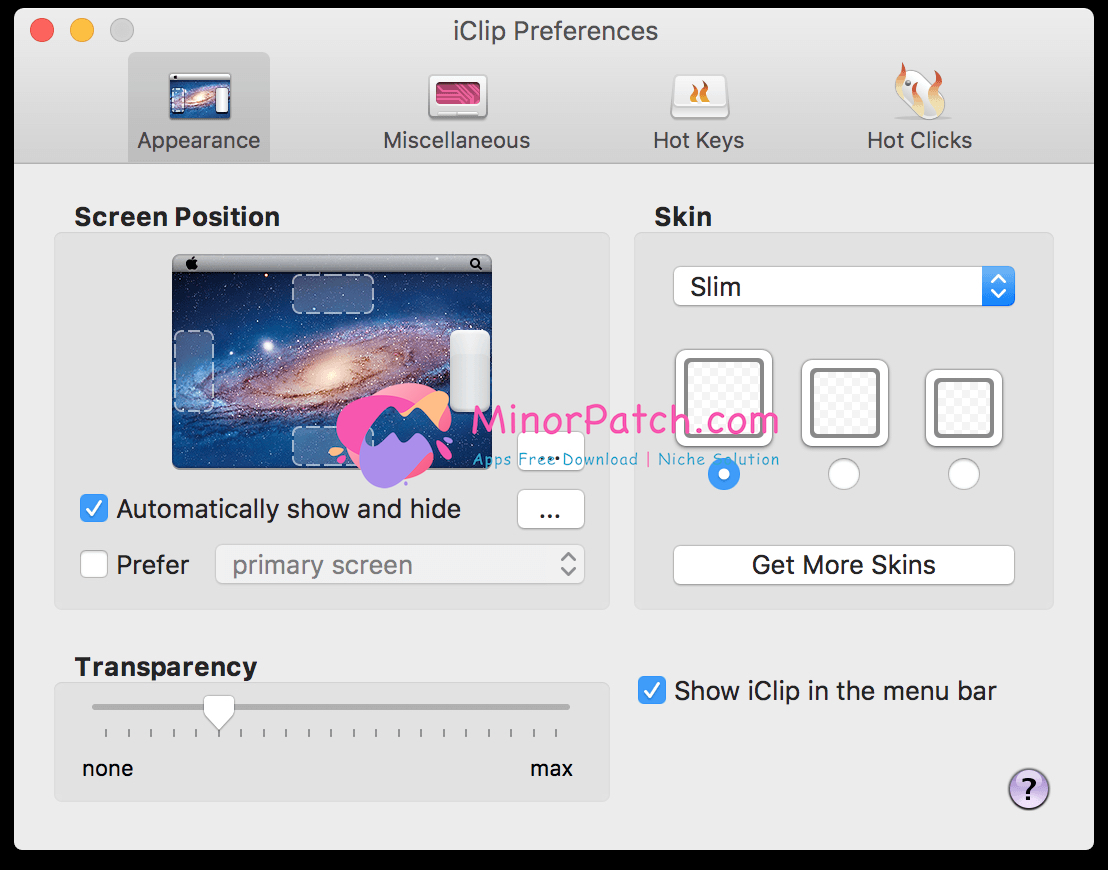 iClip Preferences
Appearance
Miscellaneous
Hot Keys
Hot Clicks
Screen Position
Skin
Slim
MinorPatch.com
Apps Free Download | Niche Solution
...
Automatically show and hide
...
Prefer
primary screen
Get More Skins
Transparency
Show iClip in the menu bar
none
max
?